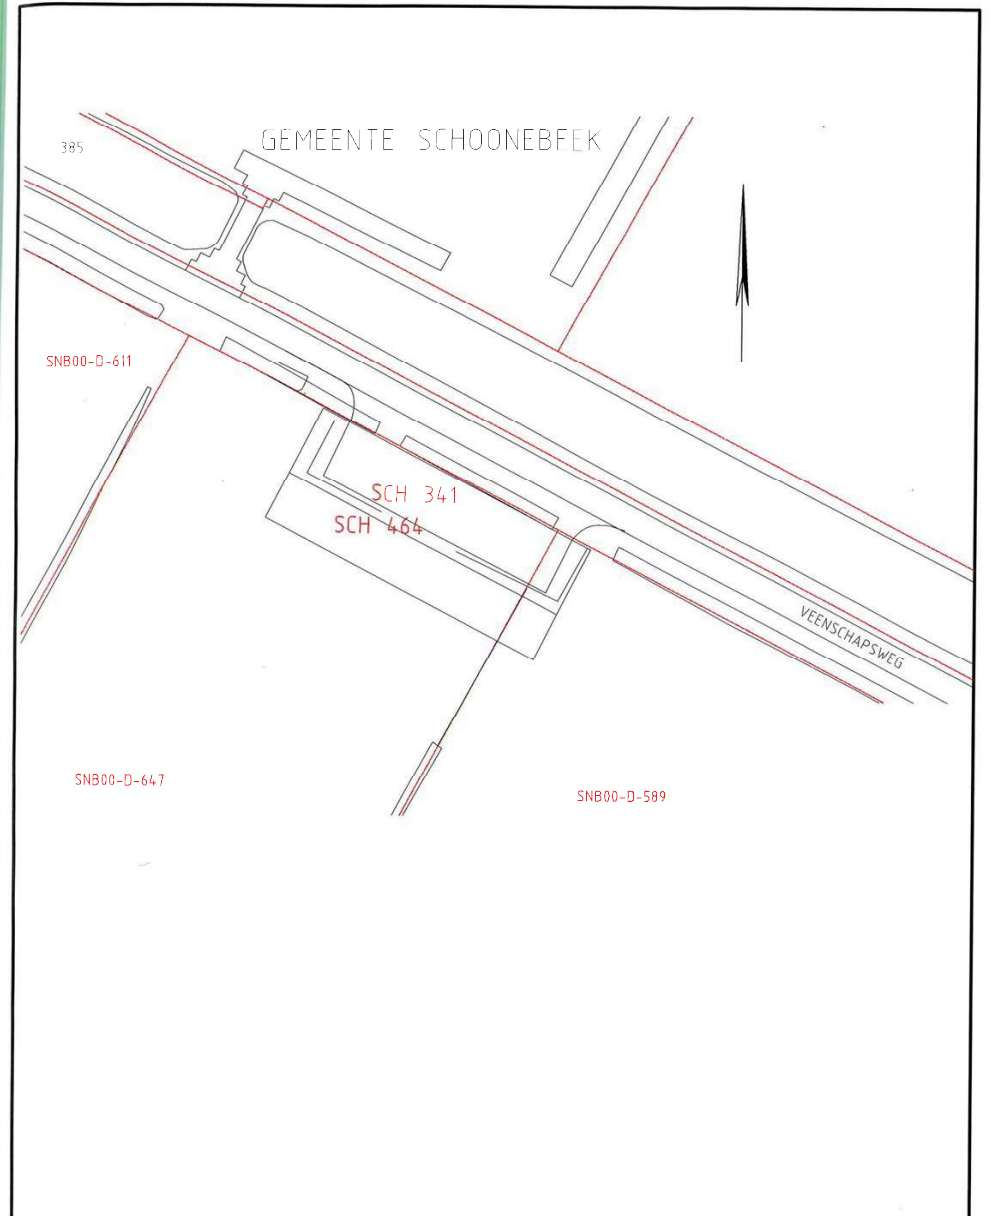 GEMEENTE SCHOONEBEEK
385
SNB00-D-611
SCH 341
SCH 464
VEENSCHAPSWEG
SNB00-D-647
SNB00-D-589